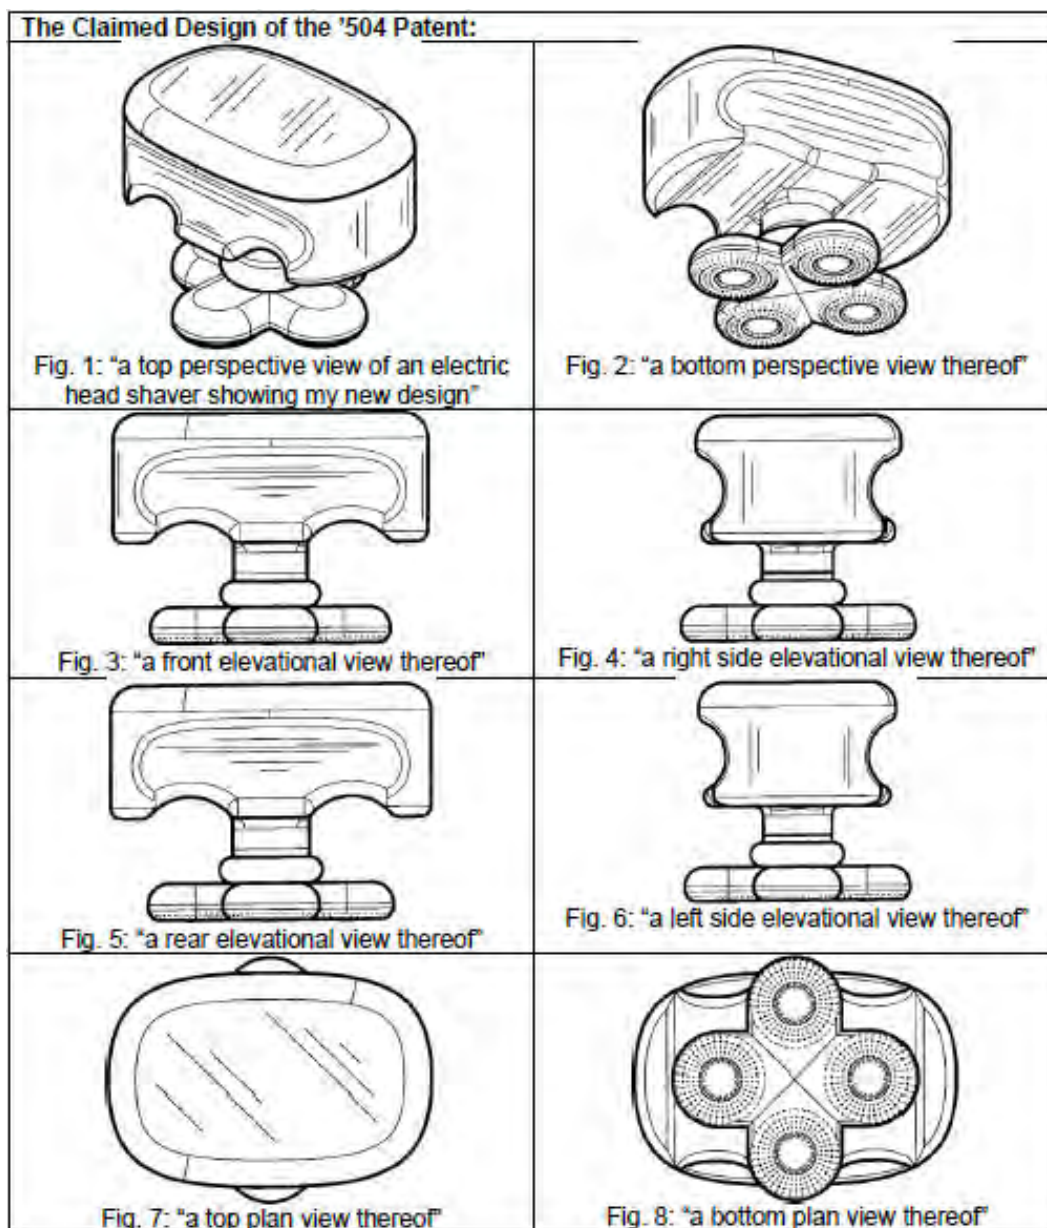 The Claimed Design of the '504 Patent:
Fig. 1: “a top perspective view of an electric
head shaver showing my new design”
Fig. 2: “a bottom perspective view thereof”
Fig. 3: “a front elevational view thereof”
Fig. 4: “a right side elevational view thereof”
Fig. 5: “a rear elevational view thereof”
Fig. 6: “a left side elevational view thereof”
Fig. 7: “a top plan view thereof”
Fig. 8: “a bottom plan view thereof”